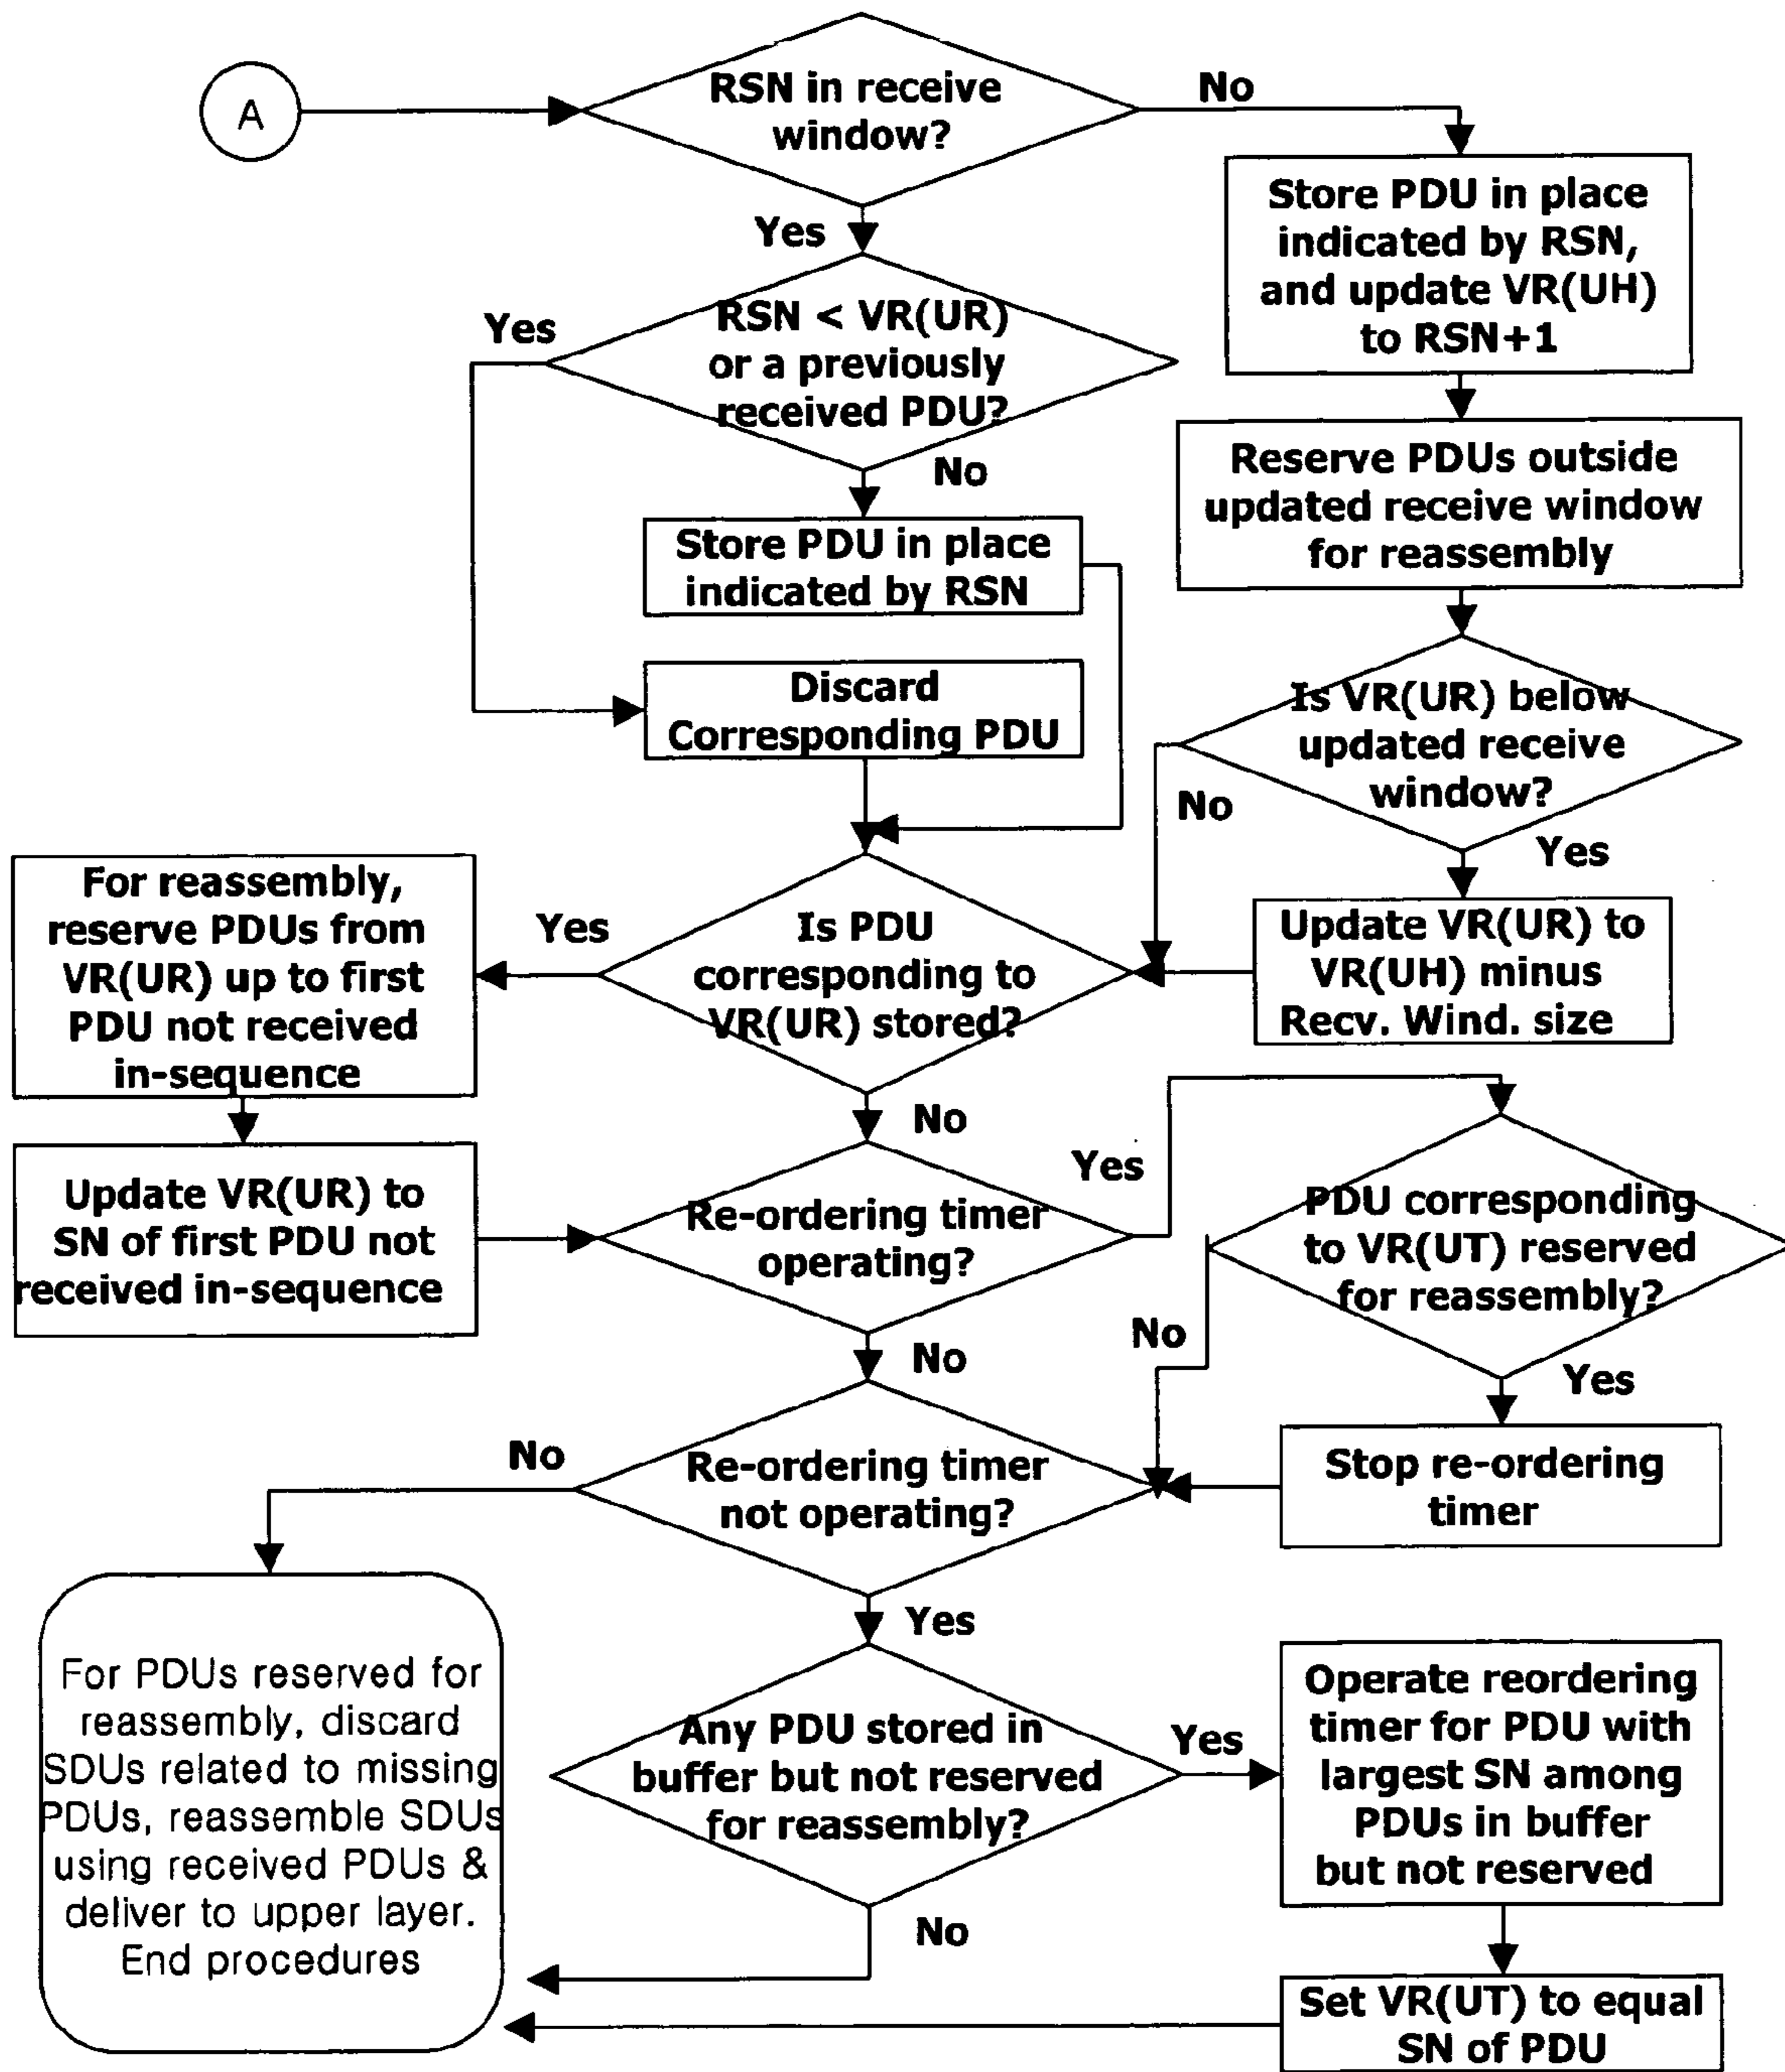 A
RSN in receive
window?
No
Yes
Store PDU in place
indicated by RSN,
and update VR(UH)
to RSN+1
Yes
RSN < VR(UR)
or a previously
received PDU?
No
Reserve PDUs outside
updated receive window
for reassembly
Store PDU in place
indicated by RSN
Discard
Corresponding PDU
Is VR(UR) below
updated receive
window?
No
Yes
For reassembly,
reserve PDUs from
VR(UR) up to first
PDU not received
in-sequence
Yes
Is PDU
corresponding to
VR(UR) stored?
Update VR(UR) to
VR(UH) minus
Recv. Wind. size
No
Update VR(UR) to
SN of first PDU not
received in-sequence
Re-ordering timer
operating?
Yes
PDU corresponding
to VR(UT) reserved
for reassembly?
No
No
Yes
No
Re-ordering timer
not operating?
Stop re-ordering
timer
Yes
For PDUs reserved for
reassembly, discard
SDUs related to missing
PDUs, reassemble SDUs
using received PDUs &
deliver to upper layer.
End procedures
Any PDU stored in
buffer but not reserved
for reassembly?
Yes
Operate reordering
timer for PDU with
largest SN among
PDUs in buffer
but not reserved
No
Set VR(UT) to equal
SN of PDU